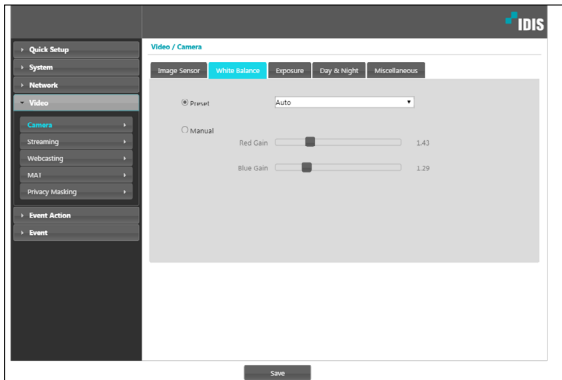 IDIS
Quick Setup
System
Network
Video
Camera
Streaming
Webcasting
MAT
Privacy Masking
Event Action
Event
Video / Camera
Image Sensor White Balance Exposure Day & Night Miscellaneous
Preset Auto
Manual
Red Gain 1.43
Blue Gain 1.29
Save